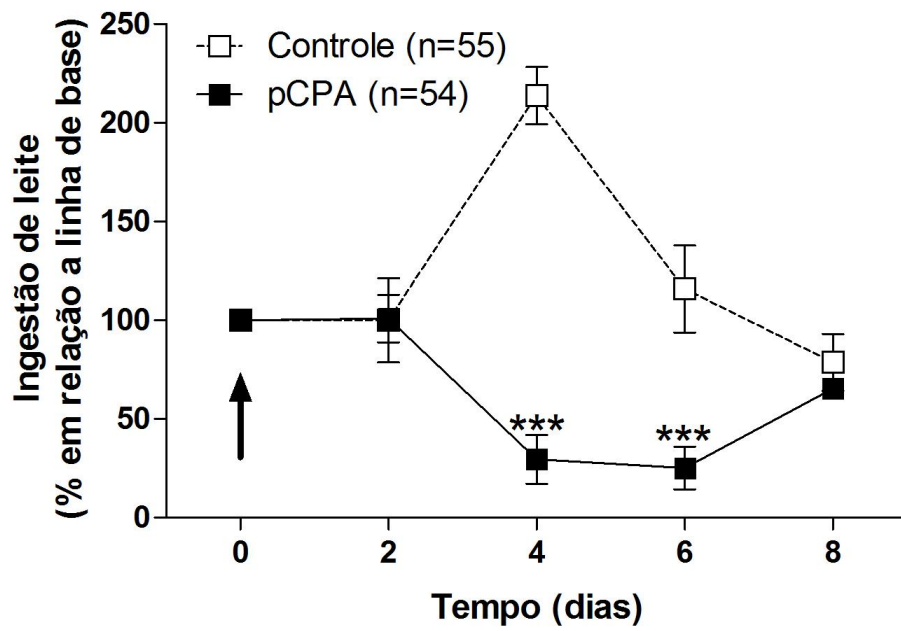 250
200
150
100
50
0
Controle (n=55)
pCPA (n=54)
Ingestão de leite
(% em relação a linha de base)
***
***
0 2 4 6 8
Tempo (dias)